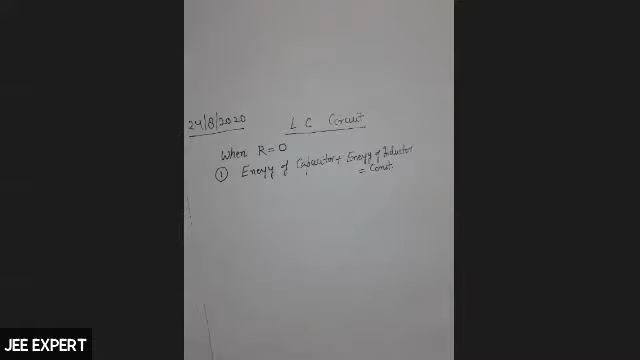 24/8/2020 L C Circuit
When R = 0
① Energy of Capacitor + Energy of Inductor
= Const.
JEE EXPERT